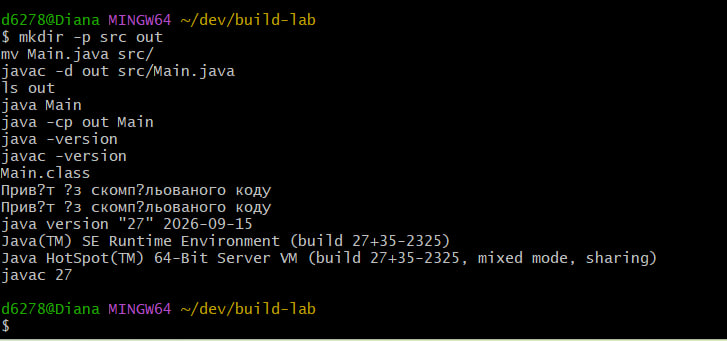 d6278@Diana MINGW64 ~/dev/build-lab
$ mkdir -p src out
mv Main.java src/
javac -d out src/Main.java
ls out
java Main
java -cp out Main
java -version
javac -version
Main.class
Прив?т ?з скомп?льованого коду
Прив?т ?з скомп?льованого коду
java version "27" 2026-09-15
Java(TM) SE Runtime Environment (build 27+35-2325)
Java HotSpot(TM) 64-Bit Server VM (build 27+35-2325, mixed mode, sharing)
javac 27
d6278@Diana MINGW64 ~/dev/build-lab
$